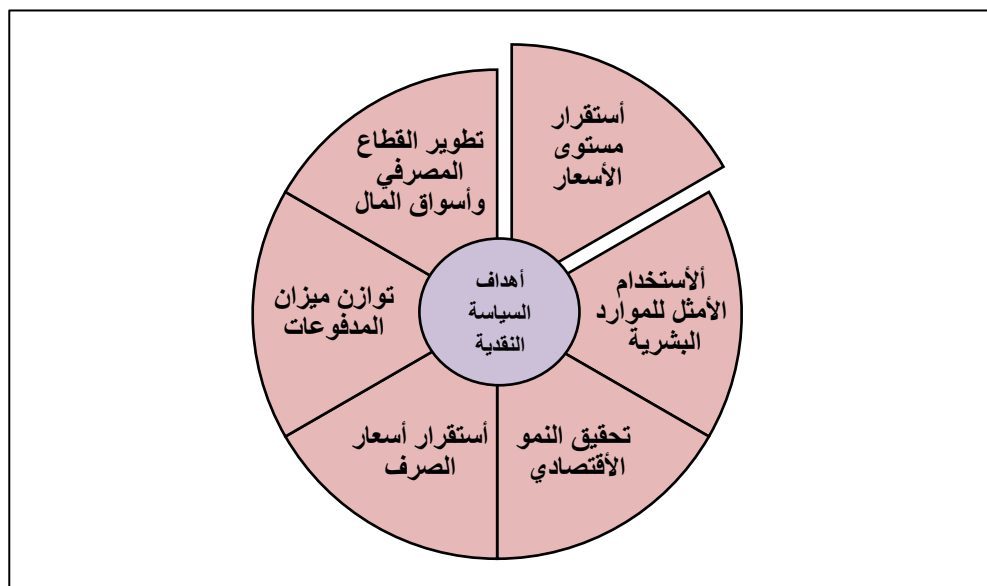 أستقرار
مستوى
الأسعار
ألأستخدام
الأمثل للموارد
البشرية
تحقيق النمو
الأقتصادي
أستقرار أسعار
الصرف
توازن ميزان
المدفوعات
تطوير القطاع
المصرفي
وأسواق المال
أهداف
السياسة
النقدية